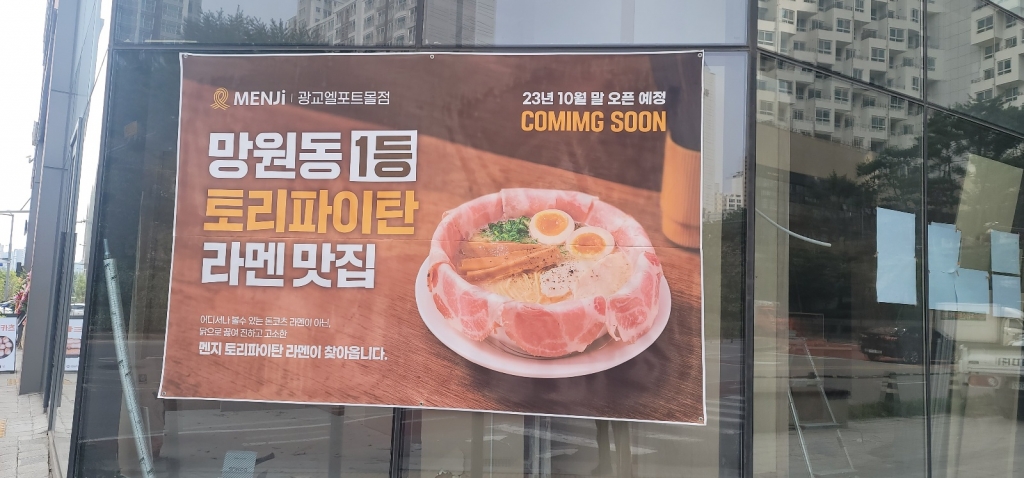 MENJi 광교엘포트몰점
23년 10월 말 오픈 예정
COMIMG SOON
망원동 1등
토리파이탄
라멘 맛집
어디서나 볼수 있는 돈코츠 라멘이 아닌,
닭으로 끓여 진하고 고소한
멘지 토리파이탄 라멘이 찾아옵니다.